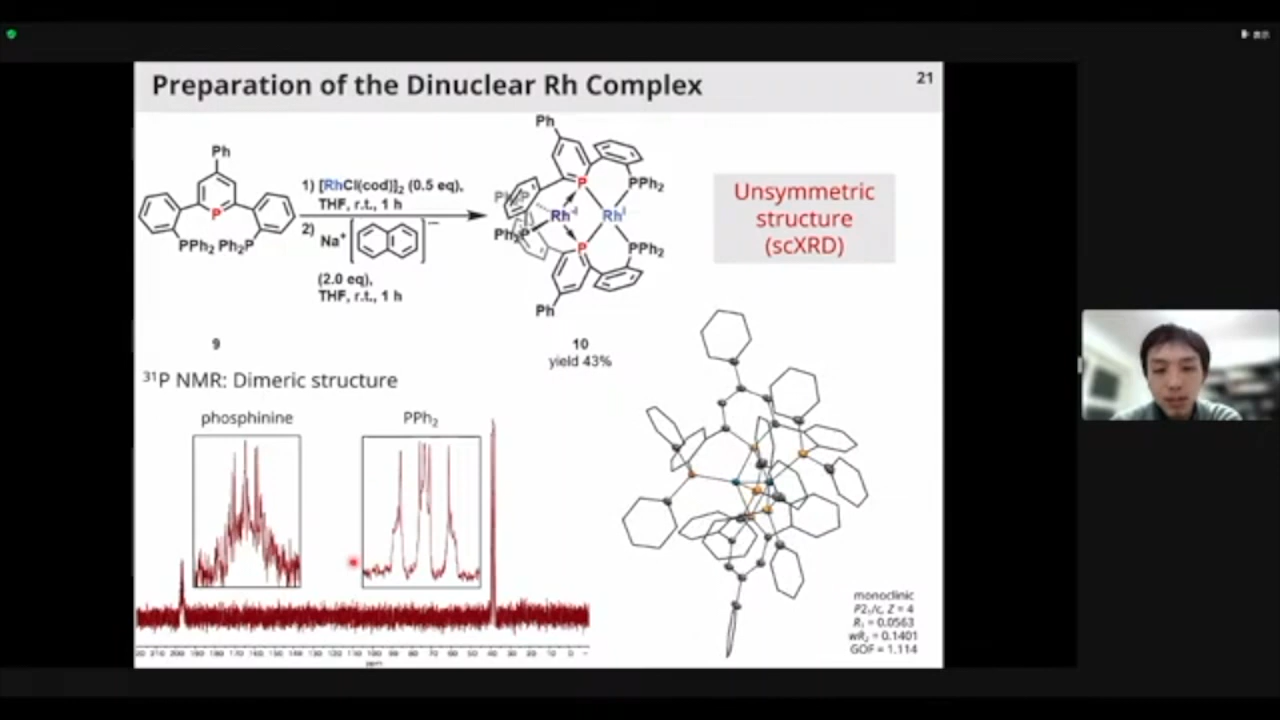 Preparation of the Dinuclear Rh Complex
21
Ph
P
PPh₂ Ph₂P
9
1) [RhCl(cod)]₂ (0.5 eq),
THF, r.t., 1 h
2)
Na⁺
(2.0 eq),
THF, r.t., 1 h
Ph
P
PPh₂
Rh⁻ᴵ
Rhᴵ
Ph₂P
P
PPh₂
Ph
10
yield 43%
Unsymmetric
structure
(scXRD)
³¹P NMR: Dimeric structure
phosphinine
PPh₂
ppm
monoclinic
P2₁/c, Z = 4
R₁ = 0.0563
wR₂ = 0.1401
GOF = 1.114